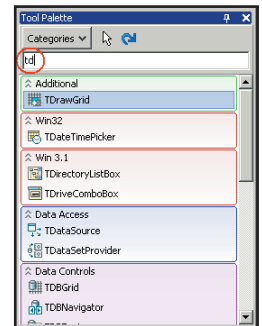 Tool Palette
Categories
td
Additional
TDrawGrid
Win32
TDateTimePicker
Win 3.1
TDirectoryListBox
TDriveComboBox
Data Access
TDataSource
TDataSetProvider
Data Controls
TDBGrid
TDBNavigator